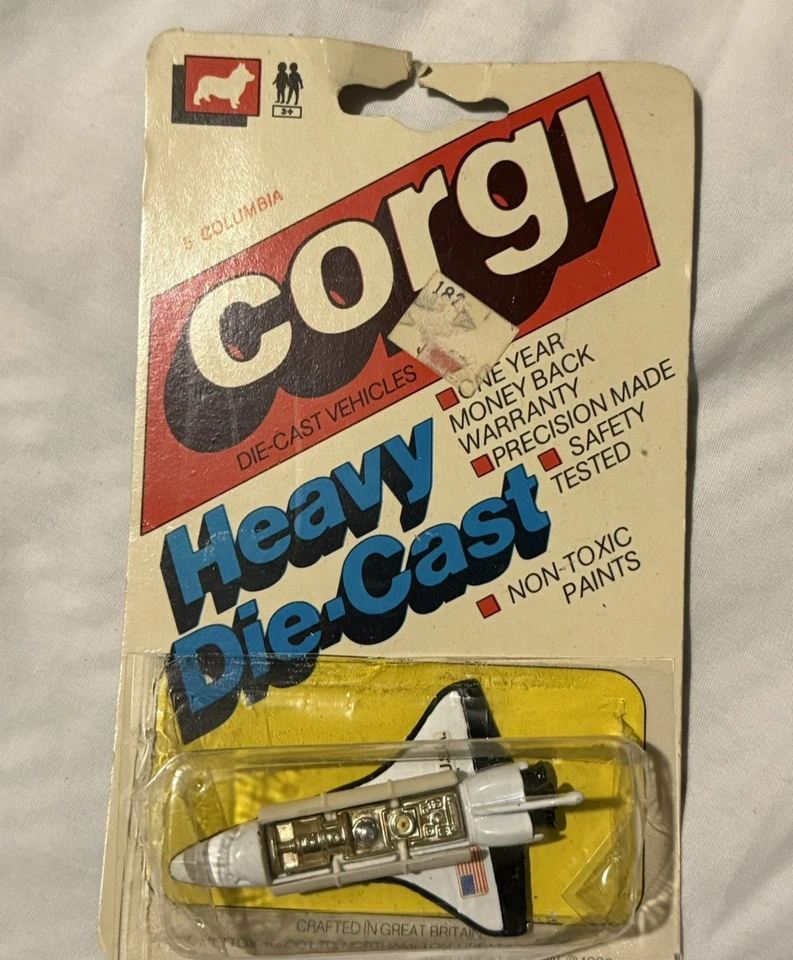 3+
5 COLUMBIA
corgi
187
DIE-CAST VEHICLES
ONE YEAR
MONEY BACK
WARRANTY
PRECISION MADE
SAFETY
TESTED
Heavy
Die-Cast
NON-TOXIC
PAINTS
CRAFTED IN GREAT BRITAIN